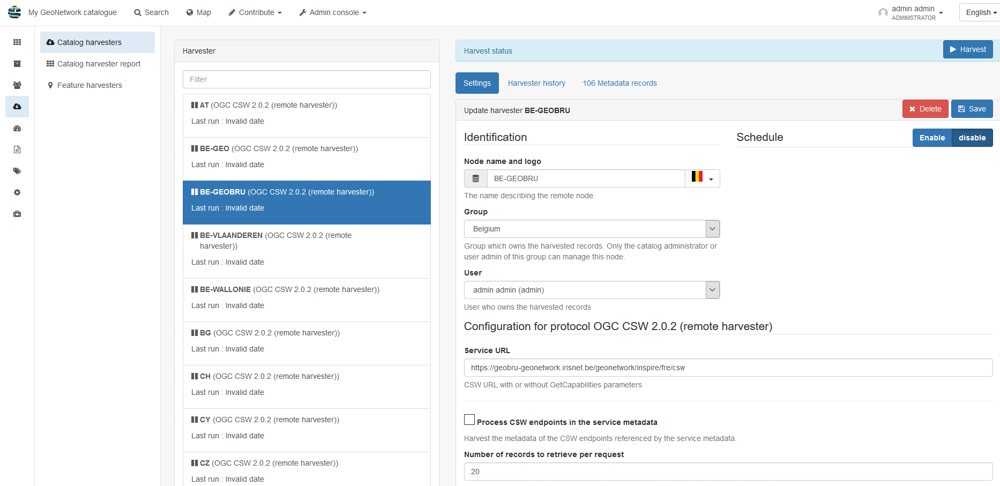 My GeoNetwork catalogue
Search
Map
Contribute
Admin console
admin admin
ADMINISTRATOR
English
Catalog harvesters
Catalog harvester report
Feature harvesters
Harvester
Filter
AT (OGC CSW 2.0.2 (remote harvester))
Last run : Invalid date
BE-GEO (OGC CSW 2.0.2 (remote harvester))
Last run : Invalid date
BE-GEOBRU (OGC CSW 2.0.2 (remote harvester))
Last run : Invalid date
BE-VLAANDEREN (OGC CSW 2.0.2 (remote
harvester))
Last run : Invalid date
BE-WALLONIE (OGC CSW 2.0.2 (remote harvester))
Last run : Invalid date
BG (OGC CSW 2.0.2 (remote harvester))
Last run : Invalid date
CH (OGC CSW 2.0.2 (remote harvester))
Last run : Invalid date
CY (OGC CSW 2.0.2 (remote harvester))
Last run : Invalid date
CZ (OGC CSW 2.0.2 (remote harvester))
Last run : Invalid date
Harvest status
Harvest
Settings
Harvester history
106 Metadata records
Update harvester BE-GEOBRU
Delete
Save
Identification
Schedule
Enable
disable
Node name and logo
BE-GEOBRU
The name describing the remote node.
Group
Belgium
Group which owns the harvested records. Only the catalog administrator or
user admin of this group can manage this node.
User
admin admin (admin)
User who owns the harvested records
Configuration for protocol OGC CSW 2.0.2 (remote harvester)
Service URL
https://geobru-geonetwork.irisnet.be/geonetwork/inspire/fre/csw
CSW URL with or without GetCapabilities parameters
Process CSW endpoints in the service metadata
Harvest the metadata of the CSW endpoints referenced by the service metadata.
Number of records to retrieve per request
20